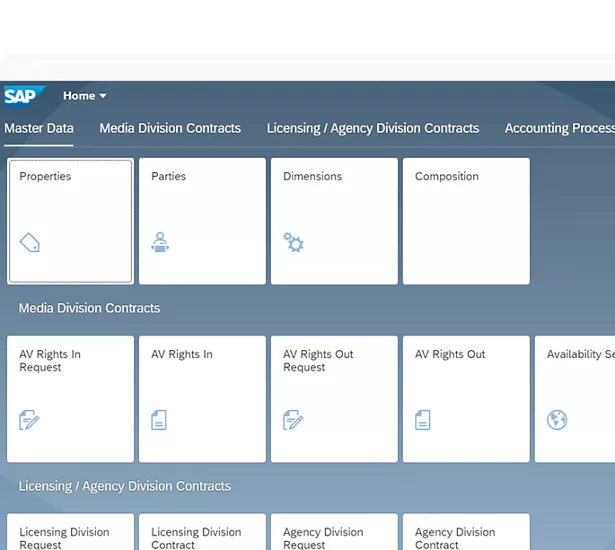 SAP
Home
Master Data Media Division Contracts Licensing / Agency Division Contracts Accounting
Properties
Parties
Dimensions
Composition
Media Division Contracts
AV Rights In
Request
AV Rights In
AV Rights Out
Request
AV Rights Out
Availability
Licensing / Agency Division Contracts
Licensing Division
Request
Licensing Division
Contract
Agency Division
Request
Agency Division
Contract